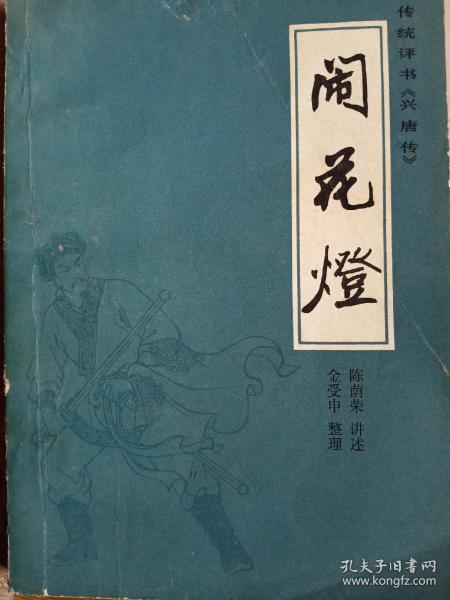 传统评书《兴唐传》
闹花燈
陈荫荣 讲述
金受申 整理
孔夫子旧书网
www.kongfz.com